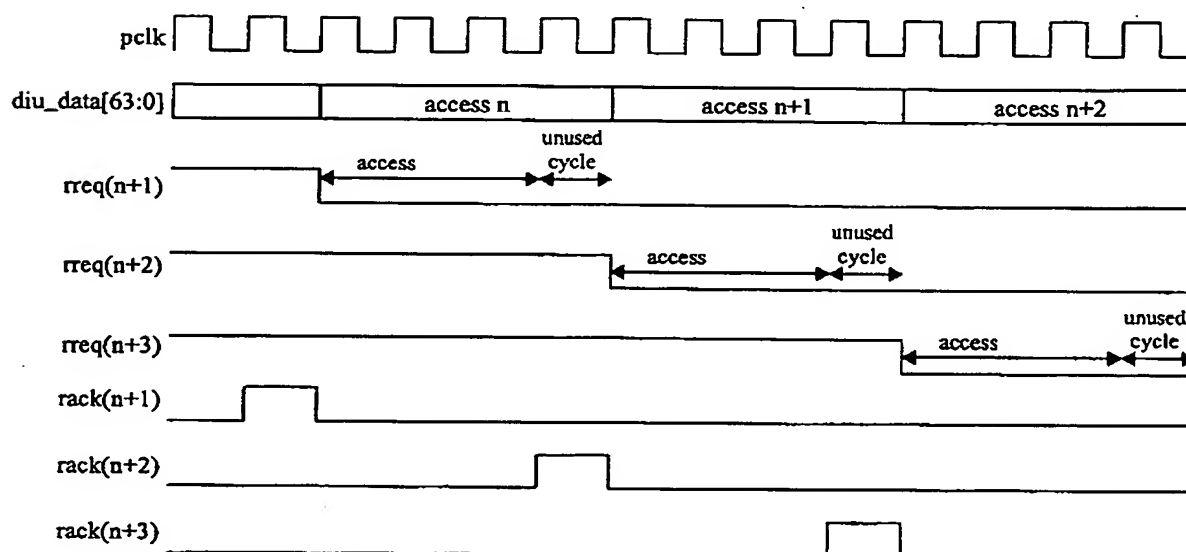 pclk
diu_data[63:0]
access n
access n+1
access n+2
rreq(n+1)
access
unused
cycle
rreq(n+2)
access
unused
cycle
rreq(n+3)
access
unused
cycle
rack(n+1)
rack(n+2)
rack(n+3)